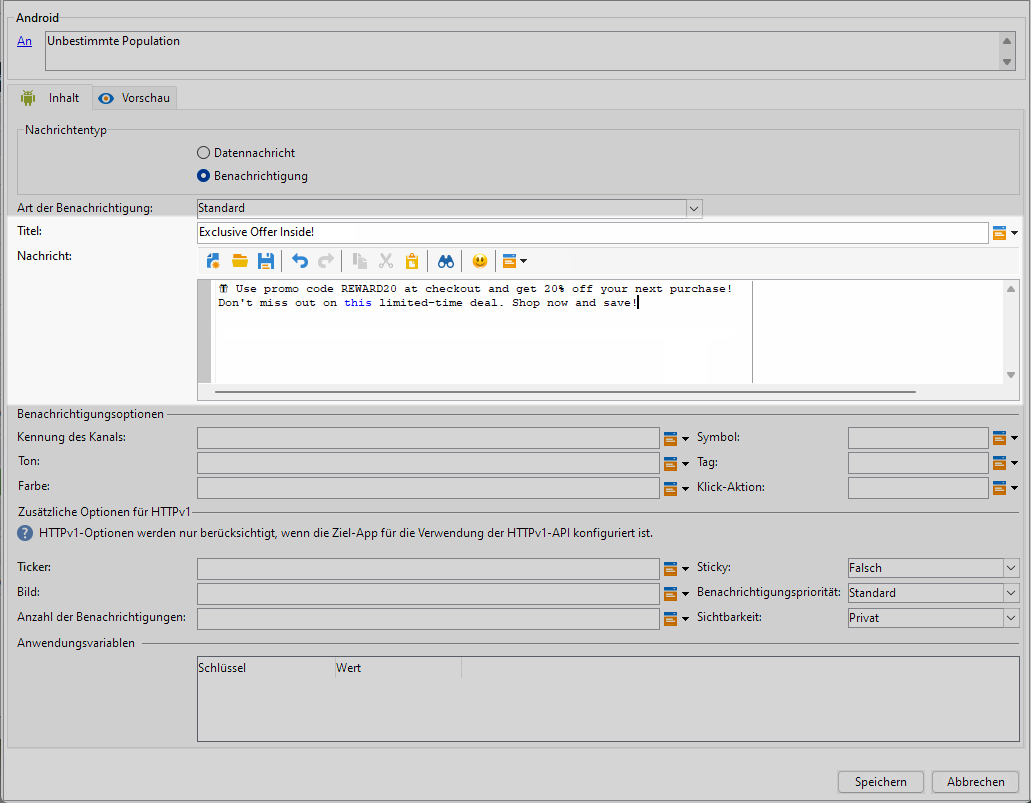 Android
An
Unbestimmte Population
Inhalt
Vorschau
Nachrichtentyp
Datennachricht
Benachrichtigung
Art der Benachrichtigung:
Standard
Titel:
Exclusive Offer Inside!
Nachricht:
Use promo code REWARD20 at checkout and get 20% off your next purchase!
Don't miss out on this limited-time deal. Shop now and save!
Benachrichtigungsoptionen
Kennung des Kanals:
Symbol:
Ton:
Tag:
Farbe:
Klick-Aktion:
Zusätzliche Optionen für HTTPv1
HTTPv1-Optionen werden nur berücksichtigt, wenn die Ziel-App für die Verwendung der HTTPv1-API konfiguriert ist.
Ticker:
Sticky:
Falsch
Bild:
Benachrichtigungspriorität:
Standard
Anzahl der Benachrichtigungen:
Sichtbarkeit:
Privat
Anwendungsvariablen
Schlüssel
Wert
Speichern
Abbrechen